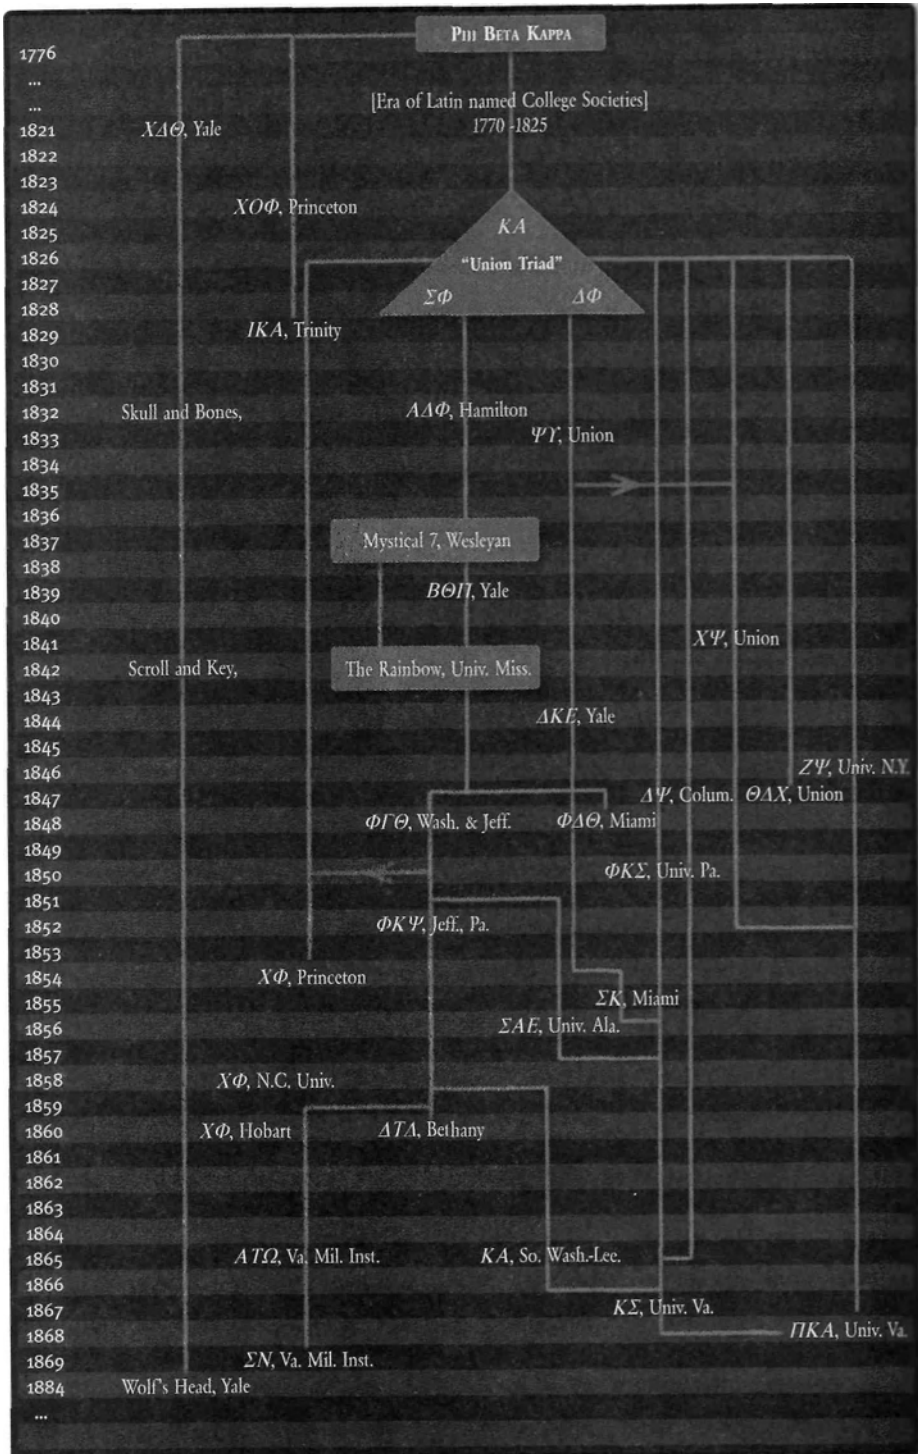 PHI BETA KAPPA
1776
...
[Era of Latin named College Societies]
...
1770 -1825
1821 ΧΔΘ, Yale
1822
1823
1824 ΧΟΦ, Princeton
1825 ΚΑ
1826 "Union Triad"
1827
1828 ΣΦ ΔΦ
1829 ΙΚΑ, Trinity
1830
1831
1832 Skull and Bones, ΑΔΦ, Hamilton
1833 ΨΥ, Union
1834
1835
1836
1837 Mystical 7, Wesleyan
1838
1839 ΒΘΠ, Yale
1840
1841 ΧΨ, Union
1842 Scroll and Key, The Rainbow, Univ. Miss.
1843
1844 ΔΚΕ, Yale
1845
1846 ΖΨ, Univ. N.Y.
1847 ΔΨ, Colum. ΘΔΧ, Union
1848 ΦΓΘ, Wash. & Jeff. ΦΔΘ, Miami
1849
1850 ΦΚΣ, Univ. Pa.
1851
1852 ΦΚΨ, Jeff., Pa.
1853
1854 ΧΦ, Princeton
1855 ΣΚ, Miami
1856 ΣΑΕ, Univ. Ala.
1857
1858 ΧΦ, N.C. Univ.
1859
1860 ΧΦ, Hobart ΔΤΔ, Bethany
1861
1862
1863
1864
1865 ΑΤΩ, Va. Mil. Inst. ΚΑ, So. Wash.-Lee.
1866
1867 ΚΣ, Univ. Va.
1868 ΠΚΑ, Univ. Va.
1869 ΣΝ, Va. Mil. Inst.
1884 Wolf's Head, Yale
...